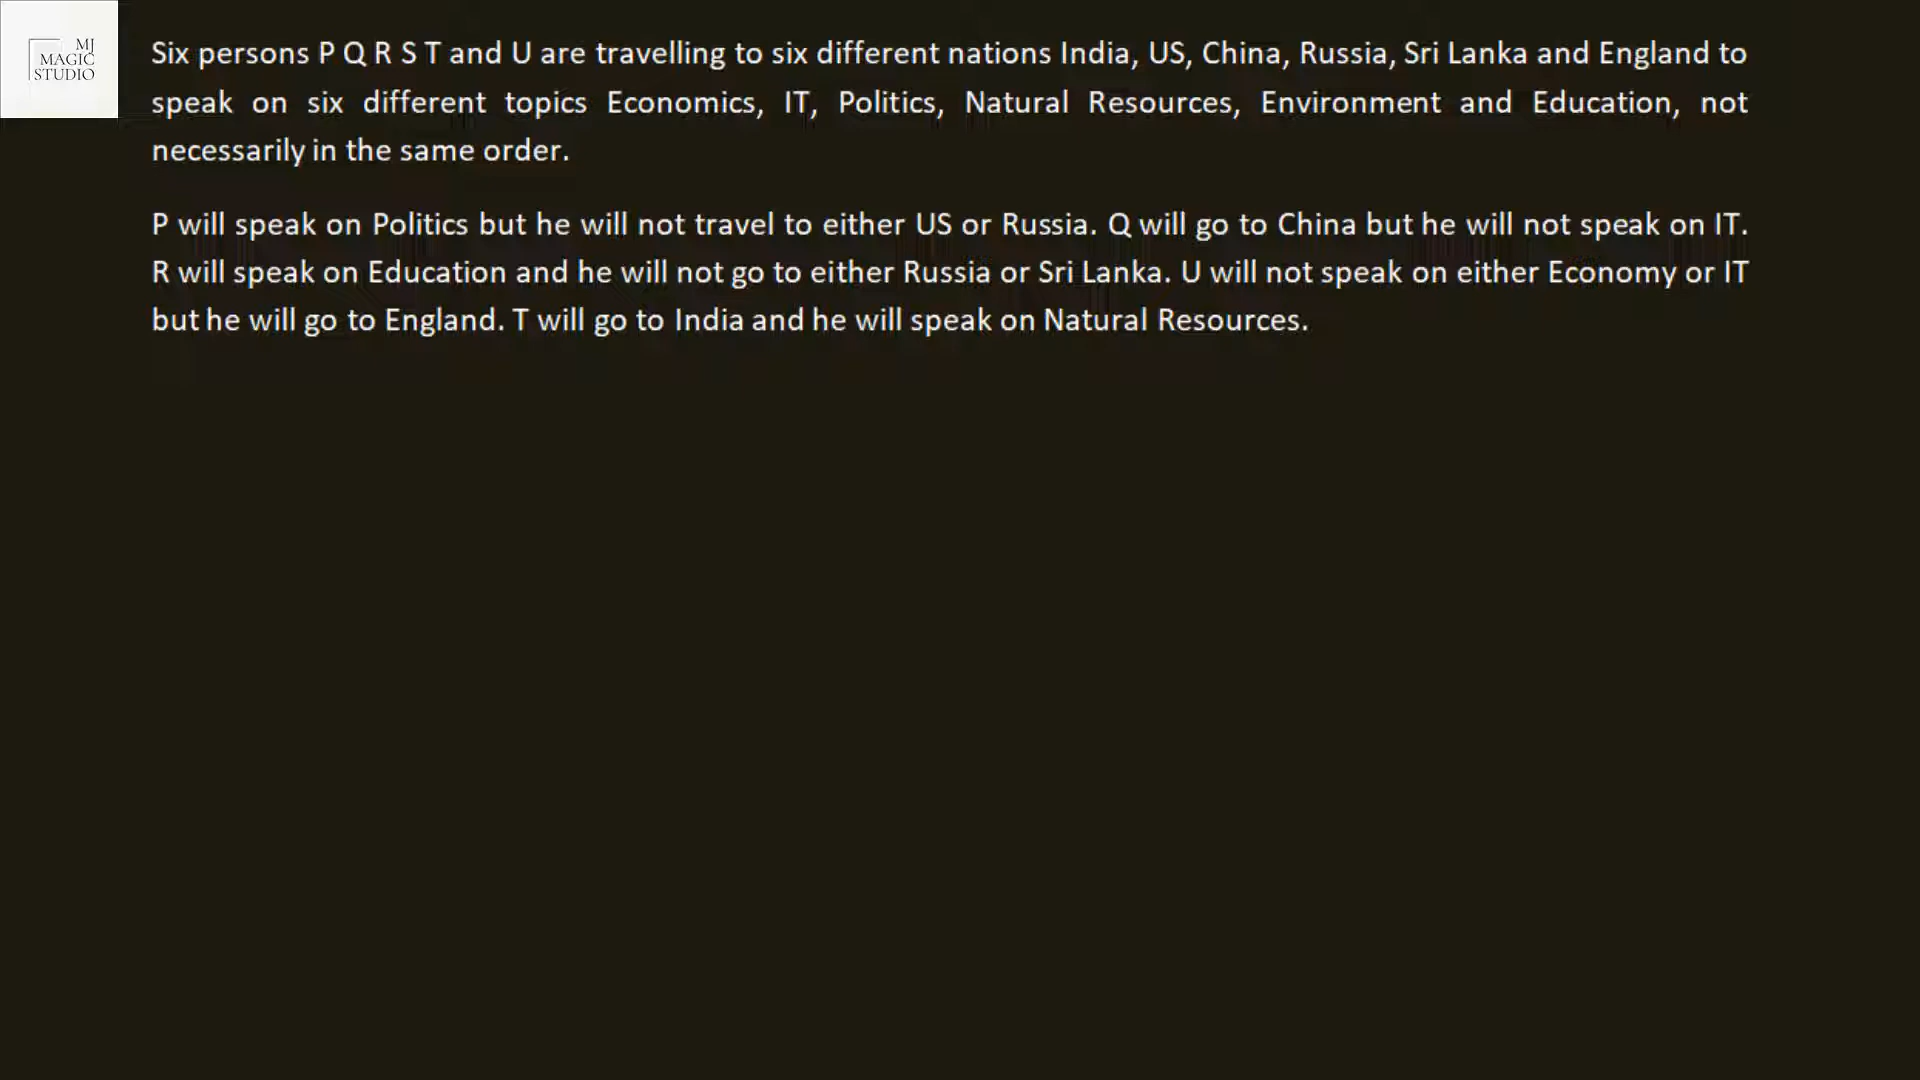 MJ
MAGIC
STUDIO
Six persons P Q R S T and U are travelling to six different nations India, US, China, Russia, Sri Lanka and England to
speak on six different topics Economics, IT, Politics, Natural Resources, Environment and Education, not
necessarily in the same order.
P will speak on Politics but he will not travel to either US or Russia. Q will go to China but he will not speak on IT.
R will speak on Education and he will not go to either Russia or Sri Lanka. U will not speak on either Economy or IT
but he will go to England. T will go to India and he will speak on Natural Resources.